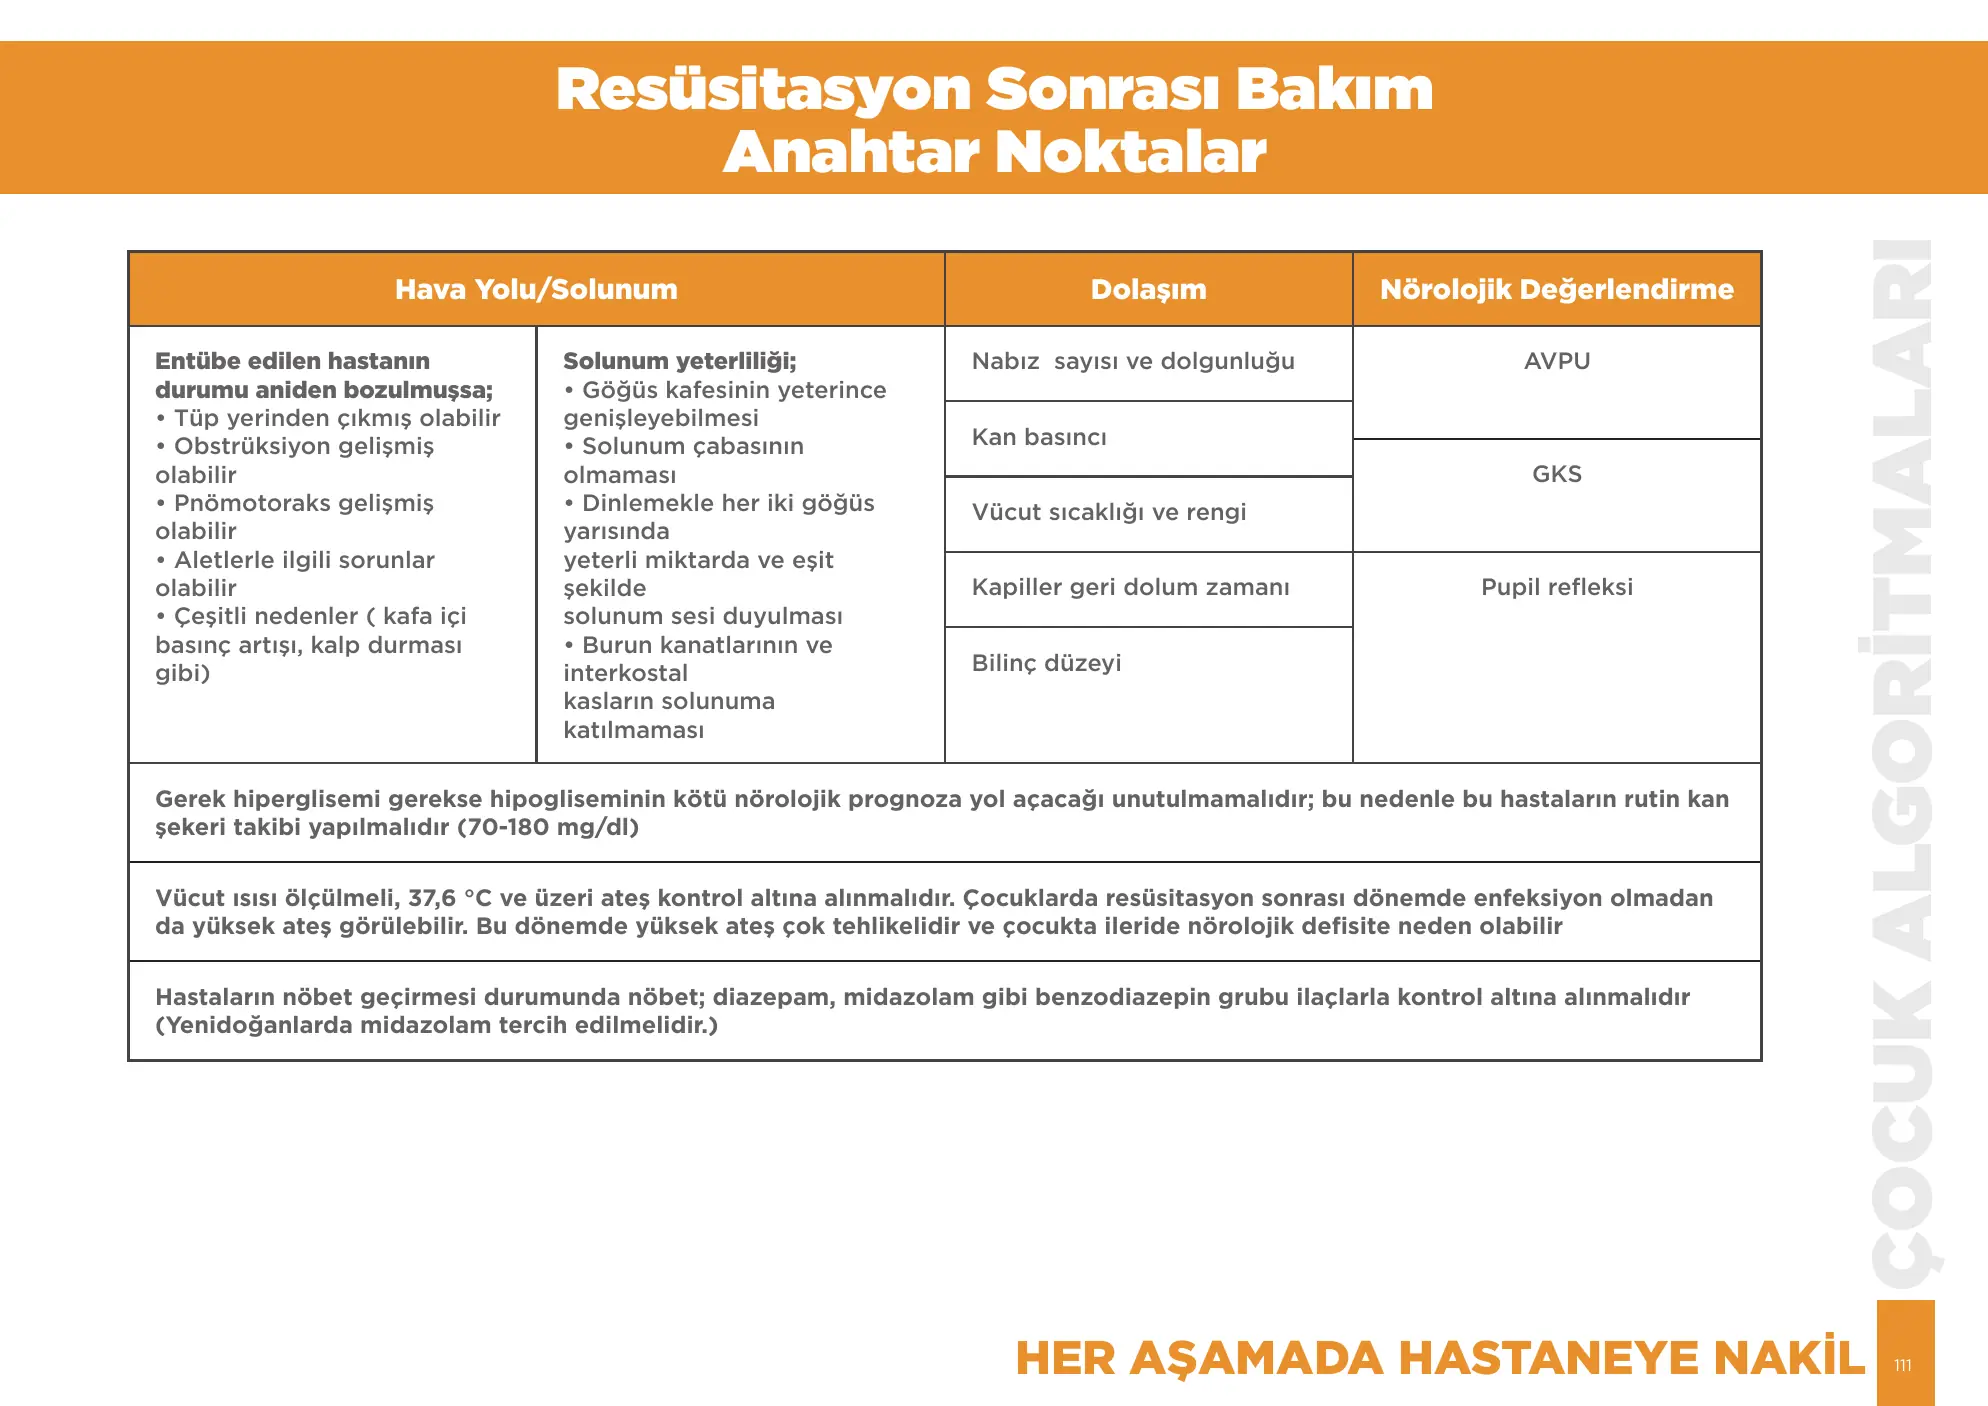 Resüsitasyon Sonrası Bakım
Anahtar Noktalar
Hava Yolu/Solunum
Dolaşım
Nörolojik Değerlendirme
Entübe edilen hastanın
durumu aniden bozulmuşsa;
• Tüp yerinden çıkmış olabilir
• Obstrüksiyon gelişmiş
olabilir
• Pnömotoraks gelişmiş
olabilir
• Aletlerle ilgili sorunlar
olabilir
• Çeşitli nedenler ( kafa içi
basınç artışı, kalp durması
gibi)
Solunum yeterliliği;
• Göğüs kafesinin yeterince
genişleyebilmesi
• Solunum çabasının
olmaması
• Dinlemekle her iki göğüs
yarısında
yeterli miktarda ve eşit
şekilde
solunum sesi duyulması
• Burun kanatlarının ve
interkostal
kasların solunuma
katılmaması
Nabız  sayısı ve dolgunluğu
Kan basıncı
Vücut sıcaklığı ve rengi
Kapiller geri dolum zamanı
Bilinç düzeyi
AVPU
GKS
Pupil refleksi
Gerek hiperglisemi gerekse hipogliseminin kötü nörolojik prognoza yol açacağı unutulmamalıdır; bu nedenle bu hastaların rutin kan
şekeri takibi yapılmalıdır (70-180 mg/dl)
Vücut ısısı ölçülmeli, 37,6 °C ve üzeri ateş kontrol altına alınmalıdır. Çocuklarda resüsitasyon sonrası dönemde enfeksiyon olmadan
da yüksek ateş görülebilir. Bu dönemde yüksek ateş çok tehlikelidir ve çocukta ileride nörolojik defisite neden olabilir
Hastaların nöbet geçirmesi durumunda nöbet; diazepam, midazolam gibi benzodiazepin grubu ilaçlarla kontrol altına alınmalıdır
(Yenidoğanlarda midazolam tercih edilmelidir.)
ÇOCUK ALGORİTMALARI
HER AŞAMADA HASTANEYE NAKİL
111